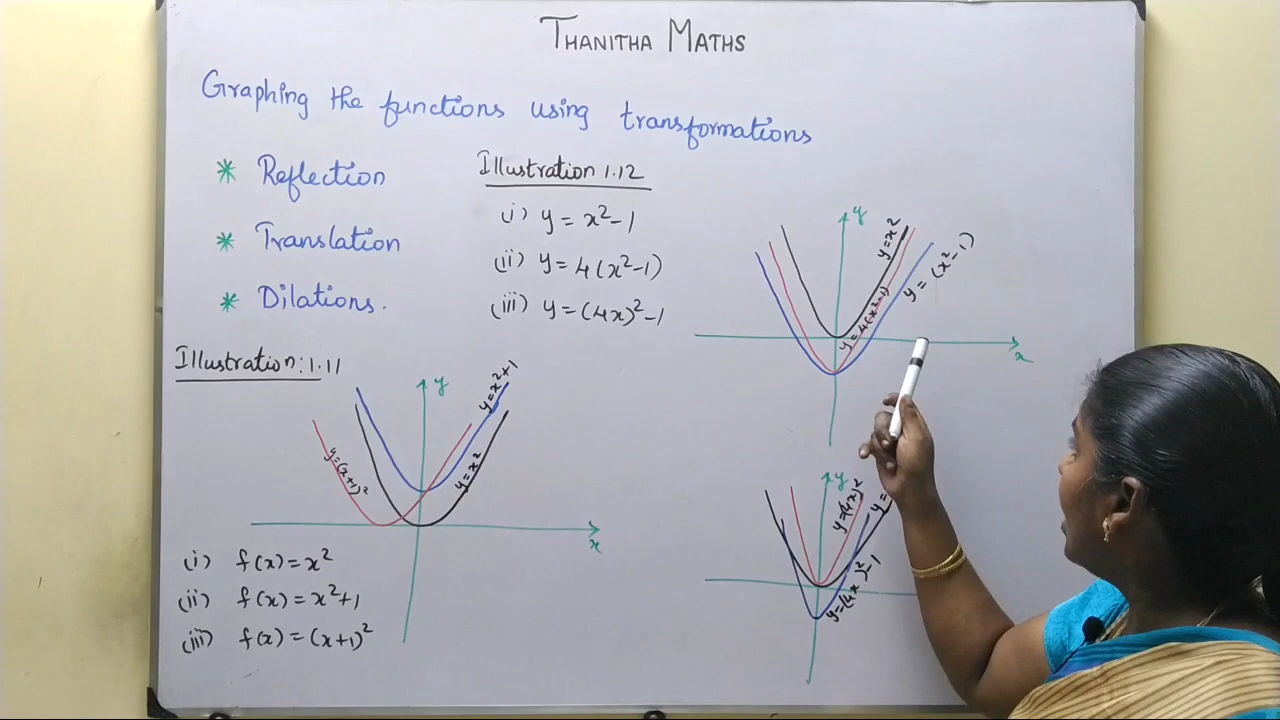 THANITHA MATHS
Graphing the functions using transformations
* Reflection
* Translation
* Dilations.
Illustration 1.12
(i) y = x²-1
(ii) y = 4(x²-1)
(iii) y = (4x)²-1
y
y=x²
y=4(x²-1)
y = (x²-1)
x
Illustration: 1.11
y
y=x²+1
y=(x+1)²
y=x²
x
(i) f(x) = x²
(ii) f(x) = x²+1
(iii) f(x) = (x+1)²
y
y=(4x)²
y=
y=(4x)²-1